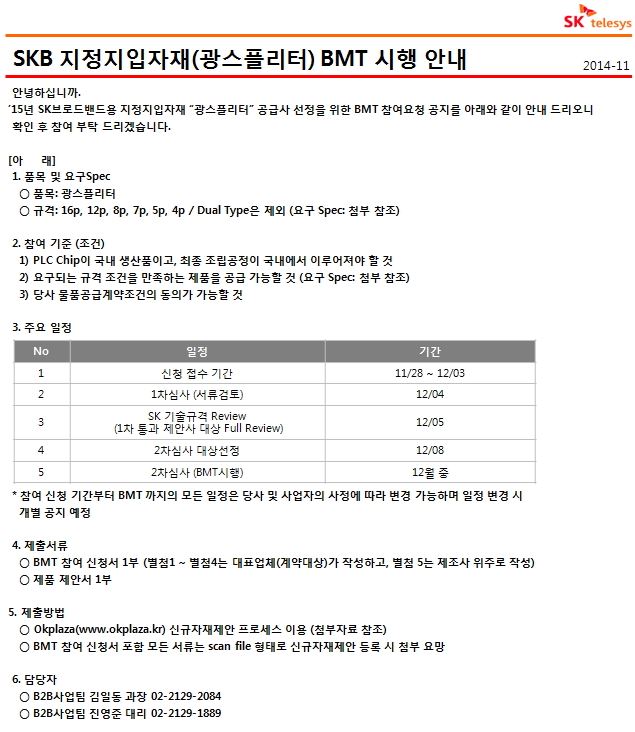 SK telesys
SKB 지정지입자재(광스플리터) BMT 시행 안내
2014-11
안녕하십니까.
'15년 SK브로드밴드용 지정지입자재 “광스플리터” 공급사 선정을 위한 BMT 참여요청 공지를 아래와 같이 안내 드리오니
확인 후 참여 부탁 드리겠습니다.
[아 래]
1. 품목 및 요구Spec
○ 품목: 광스플리터
○ 규격: 16p, 12p, 8p, 7p, 5p, 4p / Dual Type은 제외 (요구 Spec: 첨부 참조)
2. 참여 기준 (조건)
1) PLC Chip이 국내 생산품이고, 최종 조립공정이 국내에서 이루어져야 할 것
2) 요구되는 규격 조건을 만족하는 제품을 공급 가능할 것 (요구 Spec: 첨부 참조)
3) 당사 물품공급계약조건의 동의가 가능할 것
3. 주요 일정
No 일정 기간
1 신청 접수 기간 11/28 ~ 12/03
2 1차심사 (서류검토) 12/04
3 SK 기술규격 Review 12/05
(1차 통과 제안사 대상 Full Review)
4 2차심사 대상선정 12/08
5 2차심사 (BMT시행) 12월 중
* 참여 신청 기간부터 BMT 까지의 모든 일정은 당사 및 사업자의 사정에 따라 변경 가능하며 일정 변경 시
개별 공지 예정
4. 제출서류
○ BMT 참여 신청서 1부 (별첨1 ~ 별첨4는 대표업체(계약대상)가 작성하고, 별첨 5는 제조사 위주로 작성)
○ 제품 제안서 1부
5. 제출방법
○ Okplaza(www.okplaza.kr) 신규자재제안 프로세스 이용 (첨부자료 참조)
○ BMT 참여 신청서 포함 모든 서류는 scan file 형태로 신규자재제안 등록 시 첨부 요망
6. 담당자
○ B2B사업팀 김일동 과장 02-2129-2084
○ B2B사업팀 진영준 대리 02-2129-1889